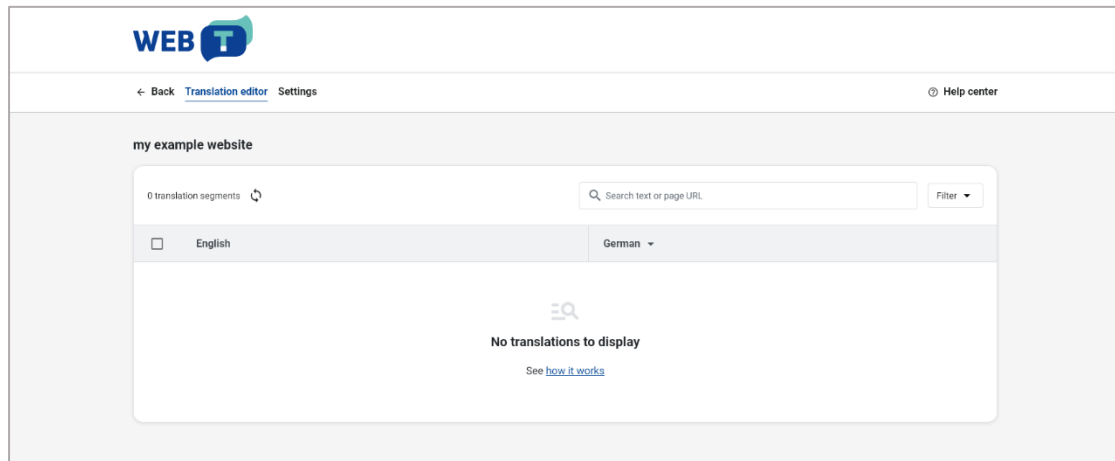 WEB T
← Back Translation editor Settings Help center
my example website
0 translation segments Search text or page URL Filter
English German
No translations to display
See how it works